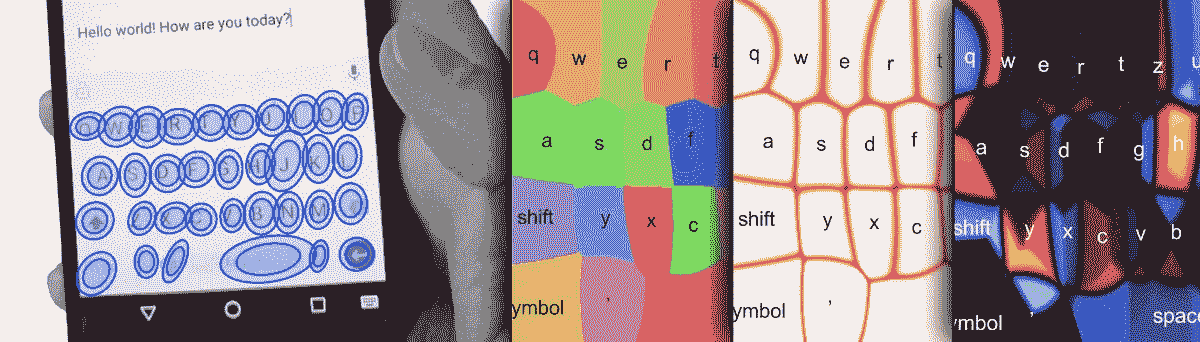 Hello world! How are you today?
Q W E R T Y U O P
A S D F G H J K L
B N M
q w e r t
a s d f
shift y x c
ymbol ,
q w e r t
a s d f
shift y x c
ymbol ,
q w e r t z u
a s d f g h
shift y x c v b
ymbol , space